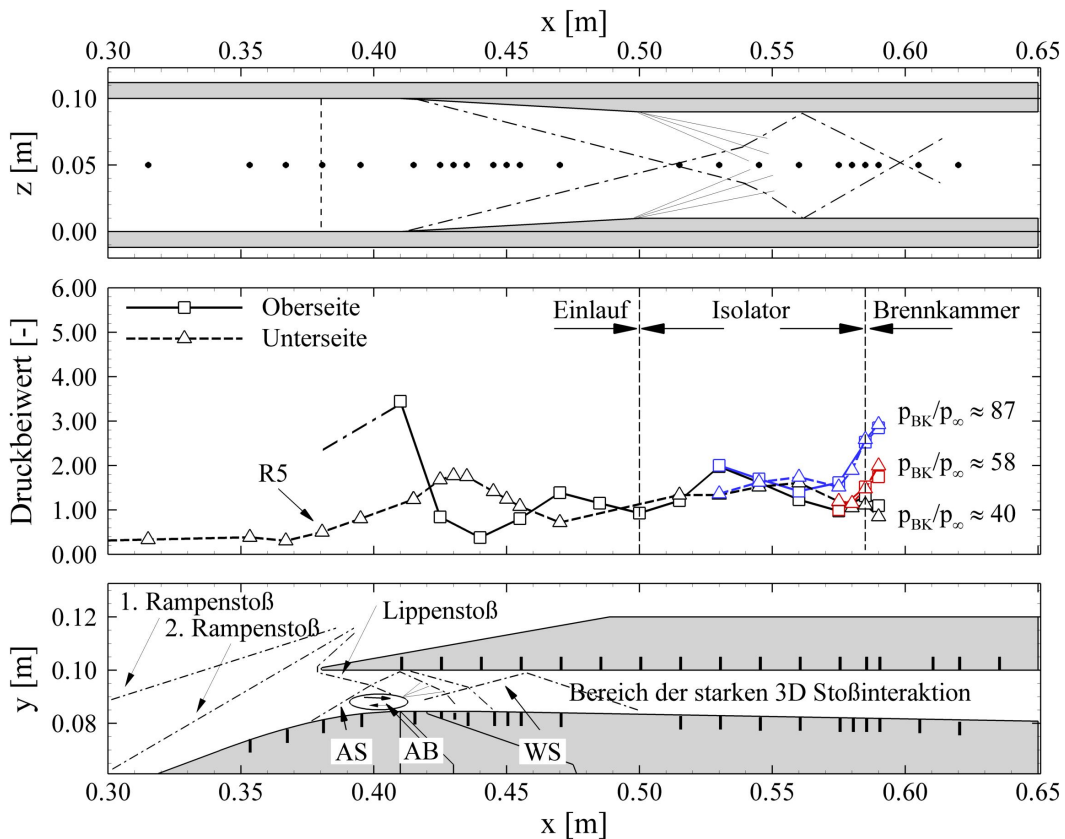 x [m]
0.30 0.35 0.40 0.45 0.50 0.55 0.60 0.65
z [m]
0.10
0.05
0.00
Druckbeiwert [-]
6.00
5.00
4.00
3.00
2.00
1.00
0.00
Oberseite
Unterseite
Einlauf
Isolator
Brennkammer
R5
p_BK/p_∞ ≈ 87
p_BK/p_∞ ≈ 58
p_BK/p_∞ ≈ 40
y [m]
0.12
0.10
0.08
1. Rampenstoß
2. Rampenstoß
Lippenstoß
Bereich der starken 3D Stoßinteraktion
AS
AB
WS
0.30 0.35 0.40 0.45 0.50 0.55 0.60 0.65
x [m]